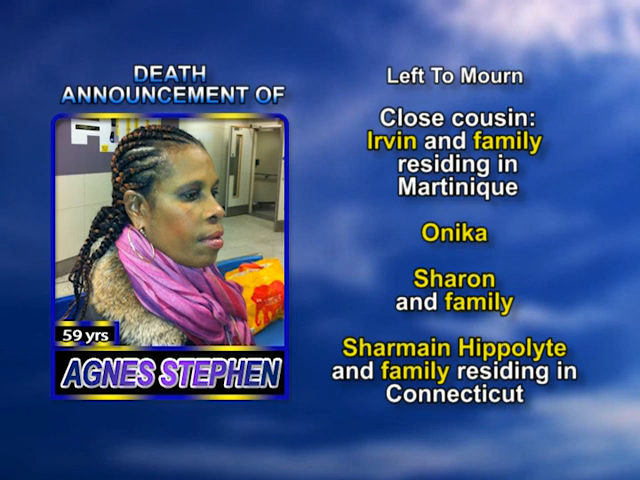 DEATH
ANNOUNCEMENT OF
59 yrs
AGNES STEPHEN
Left To Mourn
Close cousin:
Irvin and family
residing in
Martinique
Onika
Sharon
and family
Sharmain Hippolyte
and family residing in
Connecticut